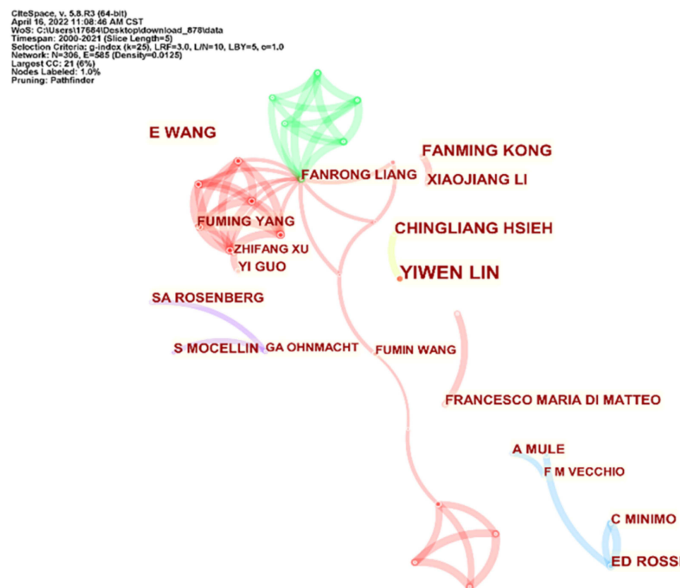 CiteSpace, v. 5.8.R3 (64-bit)
April 16, 2022 11:08:46 AM CST
WoS: C:\Users\17684\Desktop\download_878\data
Timespan: 2000-2021 (Slice Length=5)
Selection Criteria: g-index (k=25), LRF=3.0, L/N=10, LBY=5, e=1.0
Network: N=306, E=585 (Density=0.0125)
Largest CC: 21 (6%)
Nodes Labeled: 1.0%
Pruning: Pathfinder
E WANG
FANMING KONG
FANRONG LIANG
XIAOJIANG LI
FUMING YANG
CHINGLIANG HSIEH
ZHIFANG XU
YI GUO
YIWEN LIN
SA ROSENBERG
S MOCELLIN
GA OHNMACHT
FUMIN WANG
FRANCESCO MARIA DI MATTEO
A MULE
F M VECCHIO
C MINIMO
ED ROSSI